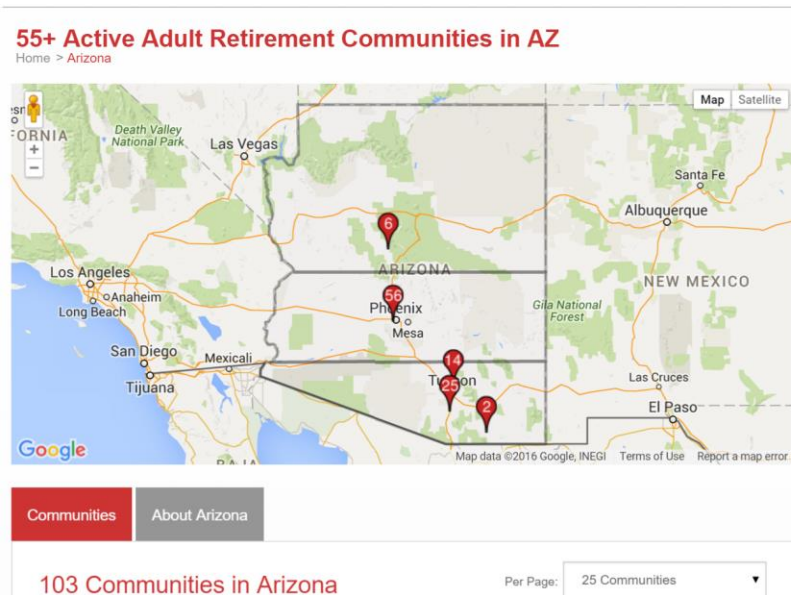 55+ Active Adult Retirement Communities in AZ
Home > Arizona
Map Satellite
FORNIA
Death Valley
National Park
Las Vegas
+
−
Santa Fe
Albuquerque
6
ARIZONA
Los Angeles
Anaheim
Long Beach
NEW MEXICO
56
Phoenix
Mesa
Gila National
Forest
San Diego
Mexicali
Tijuana
14
Tucson
25
2
Las Cruces
El Paso
Google
Map data ©2016 Google, INEGI Terms of Use Report a map error
Communities About Arizona
103 Communities in Arizona
Per Page: 25 Communities